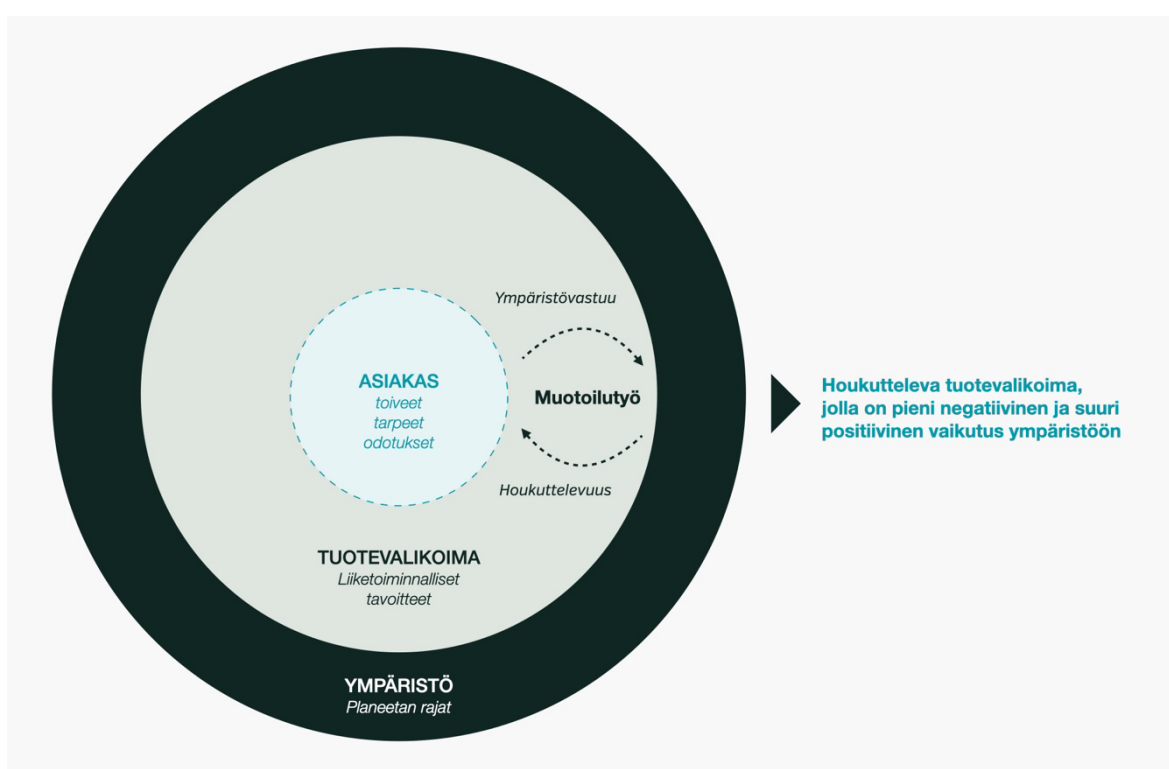 Ympäristövastuu
ASIAKAS
toiveet
tarpeet
odotukset
Muotoilutyö
Houkuttelevuus
TUOTEVALIKOIMA
Liiketoiminnalliset
tavoitteet
YMPÄRISTÖ
Planeetan rajat
Houkutteleva tuotevalikoima,
jolla on pieni negatiivinen ja suuri
positiivinen vaikutus ympäristöön